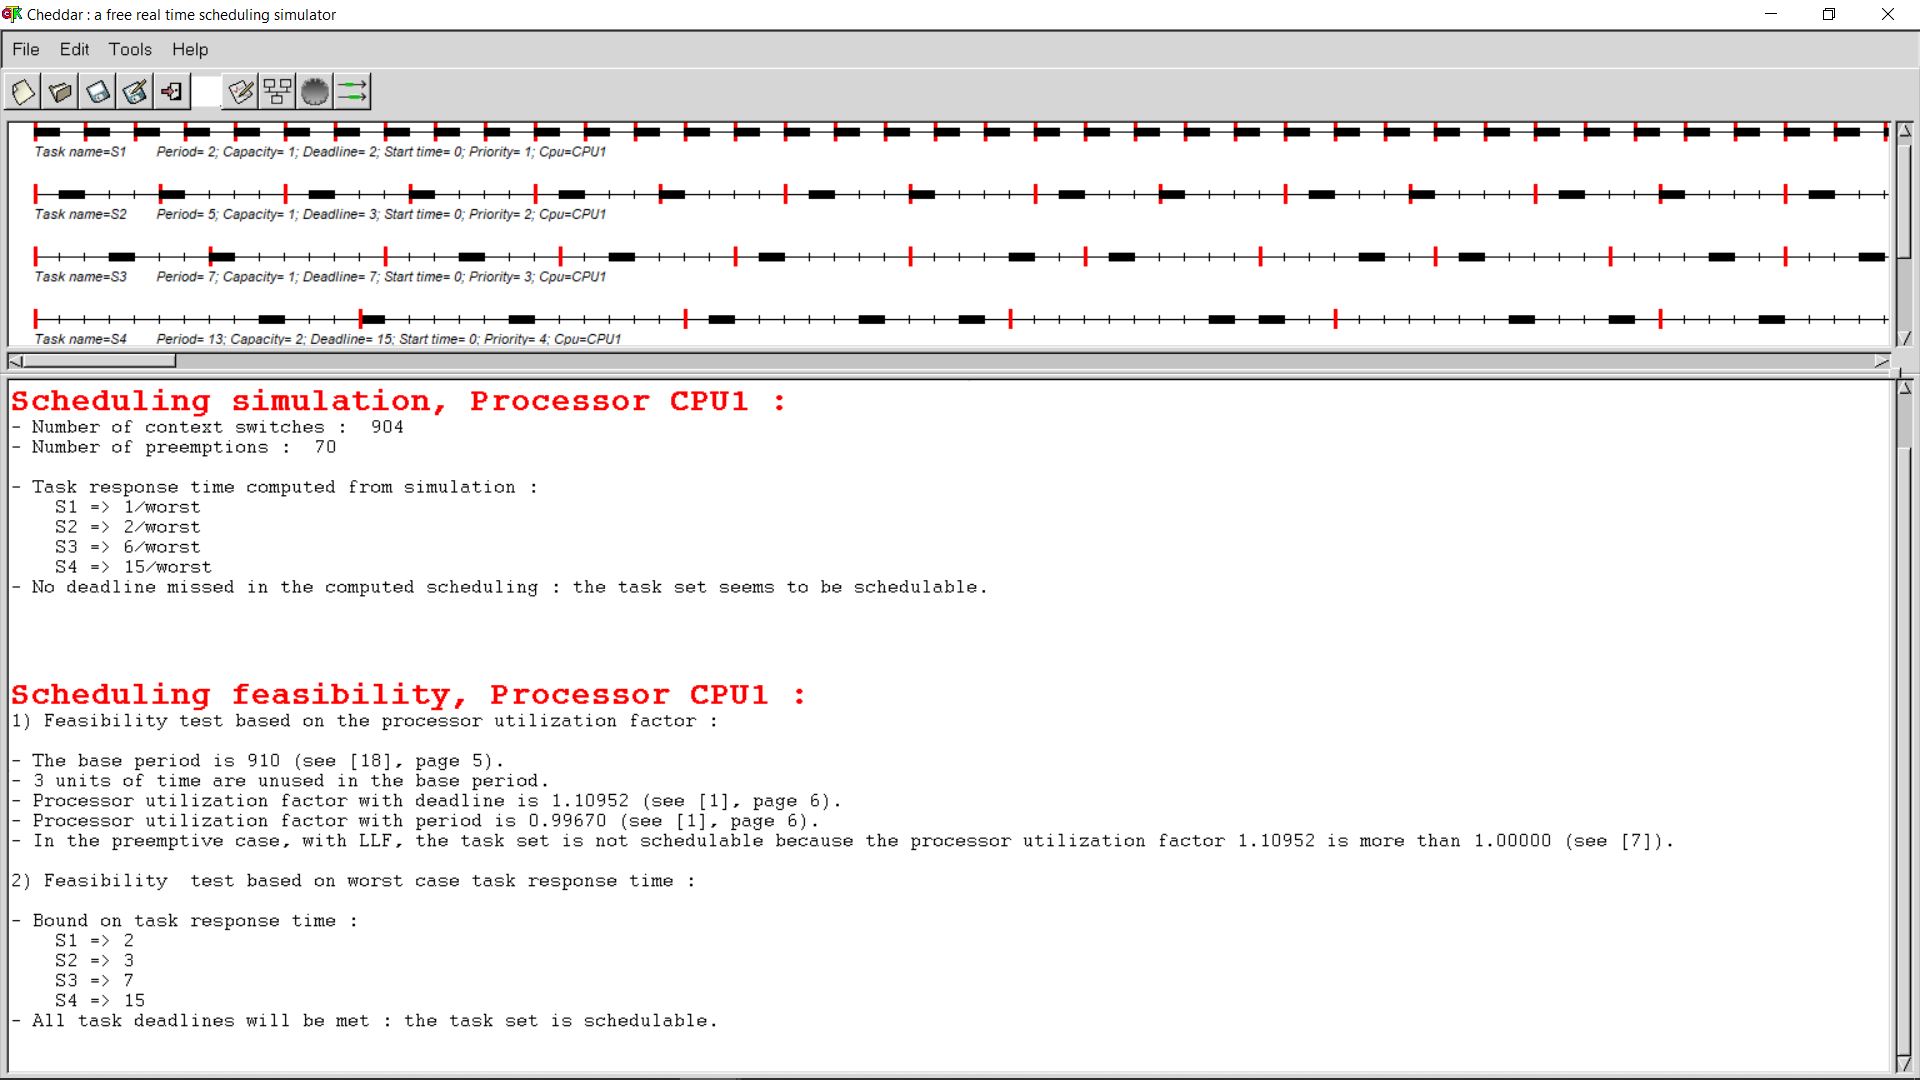 Cheddar : a free real time scheduling simulator
File Edit Tools Help
Task name=S1 Period= 2; Capacity= 1; Deadline= 2; Start time= 0; Priority= 1; Cpu=CPU1
Task name=S2 Period= 5; Capacity= 1; Deadline= 3; Start time= 0; Priority= 2; Cpu=CPU1
Task name=S3 Period= 7; Capacity= 1; Deadline= 7; Start time= 0; Priority= 3; Cpu=CPU1
Task name=S4 Period= 13; Capacity= 2; Deadline= 15; Start time= 0; Priority= 4; Cpu=CPU1
Scheduling simulation, Processor CPU1 :
- Number of context switches : 904
- Number of preemptions : 70
- Task response time computed from simulation :
S1 => 1/worst
S2 => 2/worst
S3 => 6/worst
S4 => 15/worst
- No deadline missed in the computed scheduling : the task set seems to be schedulable.
Scheduling feasibility, Processor CPU1 :
1) Feasibility test based on the processor utilization factor :
- The base period is 910 (see [18], page 5).
- 3 units of time are unused in the base period.
- Processor utilization factor with deadline is 1.10952 (see [1], page 6).
- Processor utilization factor with period is 0.99670 (see [1], page 6).
- In the preemptive case, with LLF, the task set is not schedulable because the processor utilization factor 1.10952 is more than 1.00000 (see [7]).
2) Feasibility test based on worst case task response time :
- Bound on task response time :
S1 => 2
S2 => 3
S3 => 7
S4 => 15
- All task deadlines will be met : the task set is schedulable.